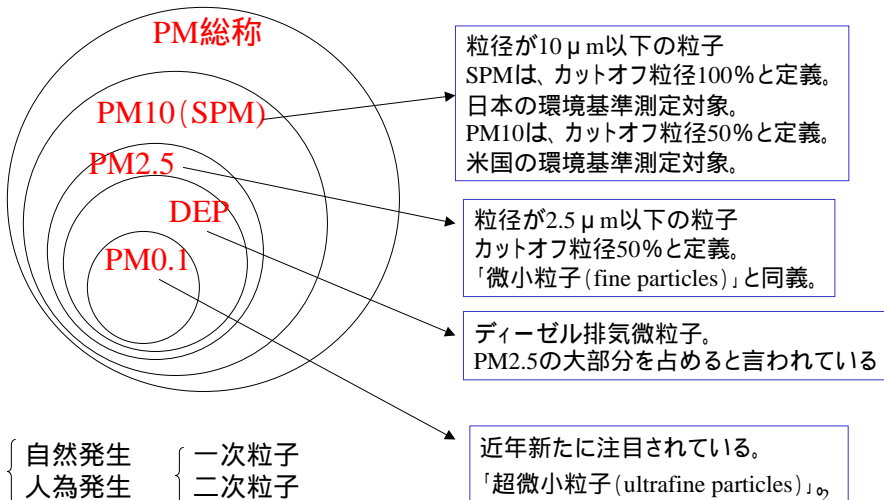 PM総称
PM10(SPM)
PM2.5
DEP
PM0.1
粒径が10μm以下の粒子
SPMは、カットオフ粒径100%と定義。
日本の環境基準測定対象。
PM10は、カットオフ粒径50%と定義。
米国の環境基準測定対象。
粒径が2.5μm以下の粒子
カットオフ粒径50%と定義。
「微小粒子(fine particles)」と同義。
ディーゼル排気微粒子。
PM2.5の大部分を占めると言われている
近年新たに注目されている。
「超微小粒子(ultrafine particles)」。
自然発生
人為発生
一次粒子
二次粒子
2